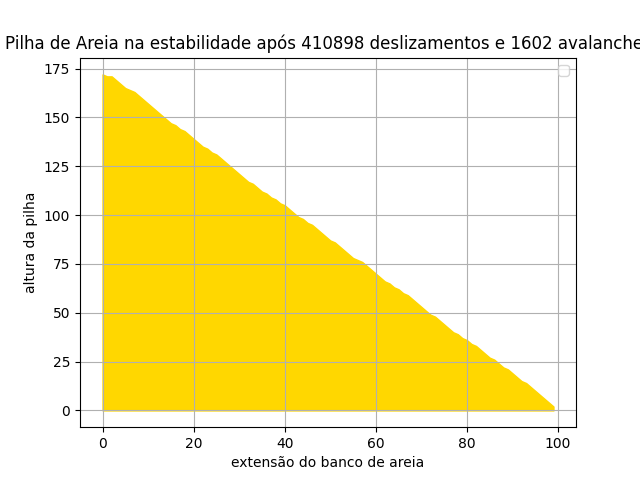 Pilha de Areia na estabilidade após 410898 deslizamentos e 1602 avalanche
175
150
125
100
75
50
25
0
altura da pilha
0 20 40 60 80 100
extensão do banco de areia